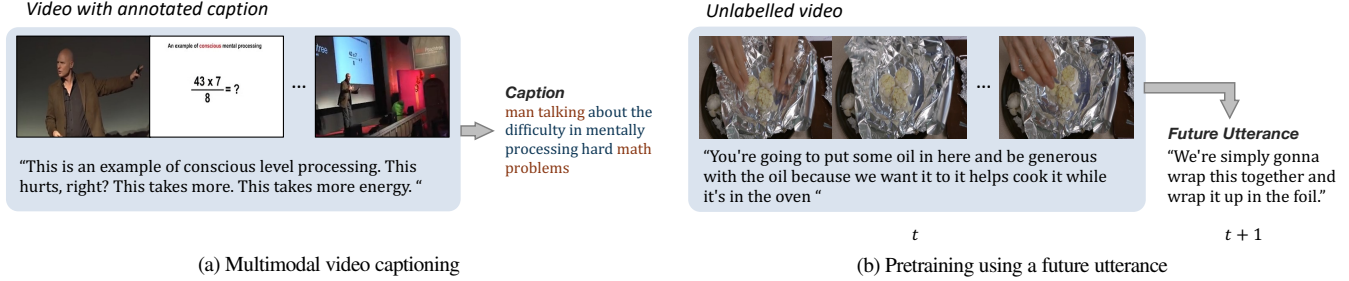 Video with annotated caption
An example of conscious mental processing
43 x 7
8
= ?
...
Caption
man talking about the
difficulty in mentally
processing hard math
problems
“This is an example of conscious level processing. This
hurts, right? This takes more. This takes more energy. “
(a) Multimodal video captioning
Unlabelled video
...
Future Utterance
“We're simply gonna
wrap this together and
wrap it up in the foil.”
“You're going to put some oil in here and be generous
with the oil because we want it to it helps cook it while
it's in the oven “
t
t + 1
(b) Pretraining using a future utterance